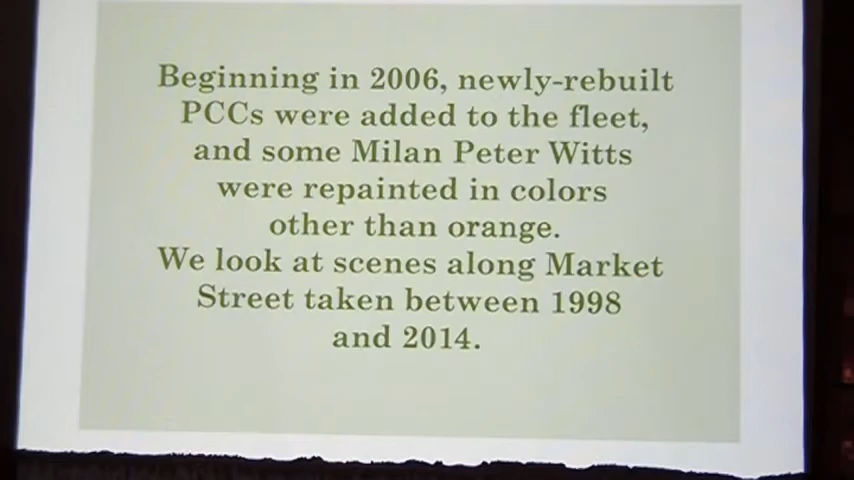 Beginning in 2006, newly-rebuilt
PCCs were added to the fleet,
and some Milan Peter Witts
were repainted in colors
other than orange.
We look at scenes along Market
Street taken between 1998
and 2014.